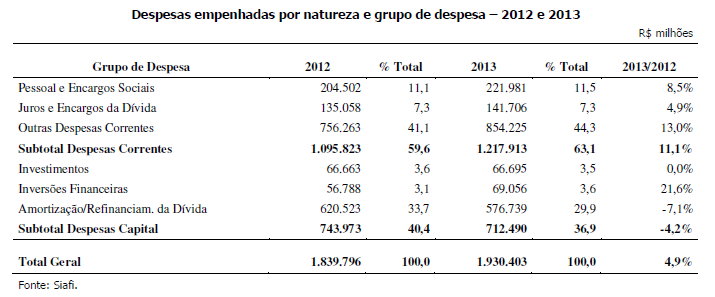 Despesas empenhadas por natureza e grupo de despesa – 2012 e 2013
R$ milhões
Grupo de Despesa 2012 % Total 2013 % Total 2013/2012
Pessoal e Encargos Sociais 204.502 11,1 221.981 11,5 8,5%
Juros e Encargos da Dívida 135.058 7,3 141.706 7,3 4,9%
Outras Despesas Correntes 756.263 41,1 854.225 44,3 13,0%
Subtotal Despesas Correntes 1.095.823 59,6 1.217.913 63,1 11,1%
Investimentos 66.663 3,6 66.695 3,5 0,0%
Inversões Financeiras 56.788 3,1 69.056 3,6 21,6%
Amortização/Refinanciam. da Dívida 620.523 33,7 576.739 29,9 -7,1%
Subtotal Despesas Capital 743.973 40,4 712.490 36,9 -4,2%
Total Geral 1.839.796 100,0 1.930.403 100,0 4,9%
Fonte: Siafi.